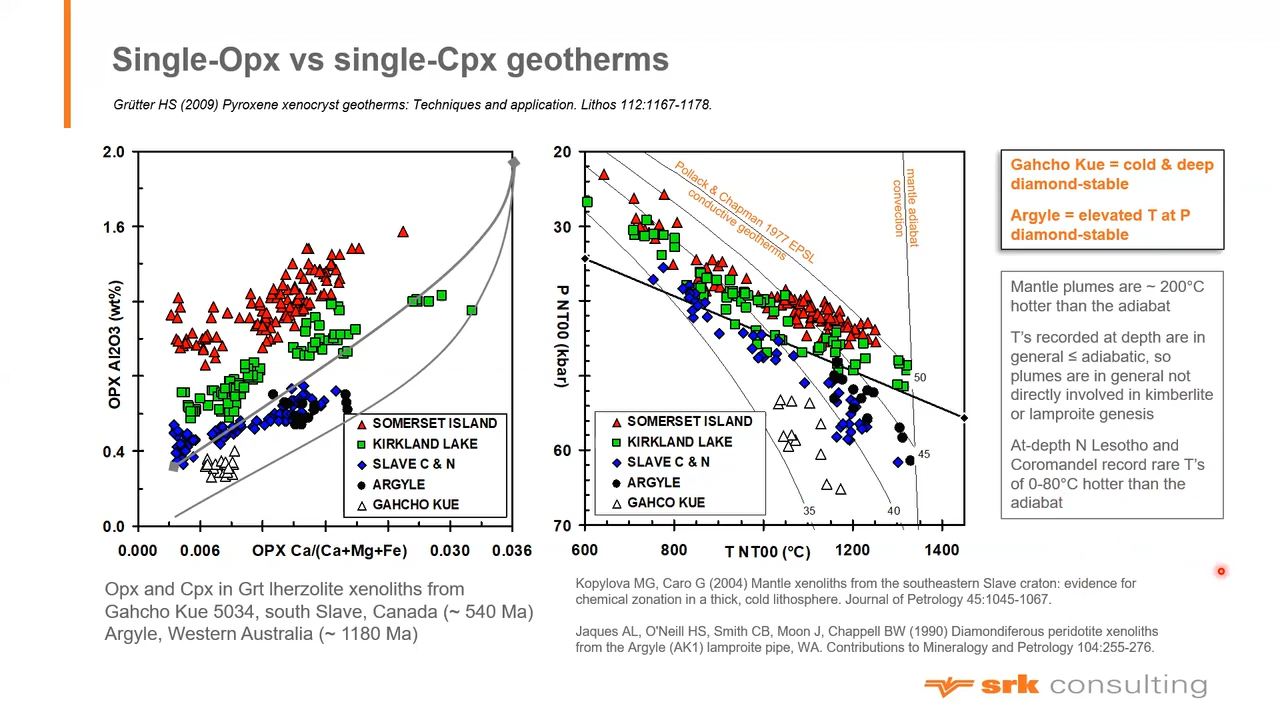 Single-Opx vs single-Cpx geotherms
Grütter HS (2009) Pyroxene xenocryst geotherms: Techniques and application. Lithos 112:1167-1178.
2.0
1.6
OPX Al2O3 (wt%)
0.4
0.0
SOMERSET ISLAND
KIRKLAND LAKE
SLAVE C & N
ARGYLE
GAHCHO KUE
0.000
0.006
OPX Ca/(Ca+Mg+Fe)
0.030
0.036
20
30
P NT00 (kbar)
60
70
Pollack & Chapman 1977 EPSL
conductive geotherms
mantle adiabat
convection
50
45
40
35
SOMERSET ISLAND
KIRKLAND LAKE
SLAVE C & N
ARGYLE
GAHCO KUE
600
800
T NT00 (°C)
1200
1400
Gahcho Kue = cold & deep
diamond-stable
Argyle = elevated T at P
diamond-stable
Mantle plumes are ~ 200°C
hotter than the adiabat
T's recorded at depth are in
general ≤ adiabatic, so
plumes are in general not
directly involved in kimberlite
or lamproite genesis
At-depth N Lesotho and
Coromandel record rare T's
of 0-80°C hotter than the
adiabat
Opx and Cpx in Grt lherzolite xenoliths from
Gahcho Kue 5034, south Slave, Canada (~ 540 Ma)
Argyle, Western Australia (~ 1180 Ma)
Kopylova MG, Caro G (2004) Mantle xenoliths from the southeastern Slave craton: evidence for
chemical zonation in a thick, cold lithosphere. Journal of Petrology 45:1045-1067.
Jaques AL, O'Neill HS, Smith CB, Moon J, Chappell BW (1990) Diamondiferous peridotite xenoliths
from the Argyle (AK1) lamproite pipe, WA. Contributions to Mineralogy and Petrology 104:255-276.
srk consulting